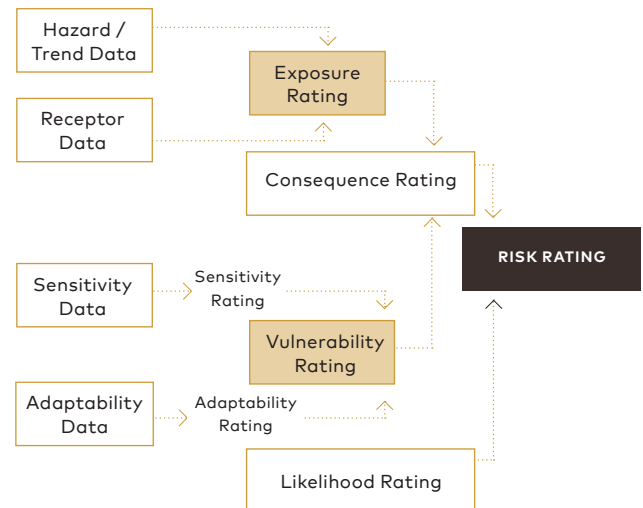 Hazard /
Trend Data
Exposure
Rating
Receptor
Data
Consequence Rating
RISK RATING
Sensitivity
Data
Sensitivity
Rating
Vulnerability
Rating
Adaptability
Data
Adaptability
Rating
Likelihood Rating